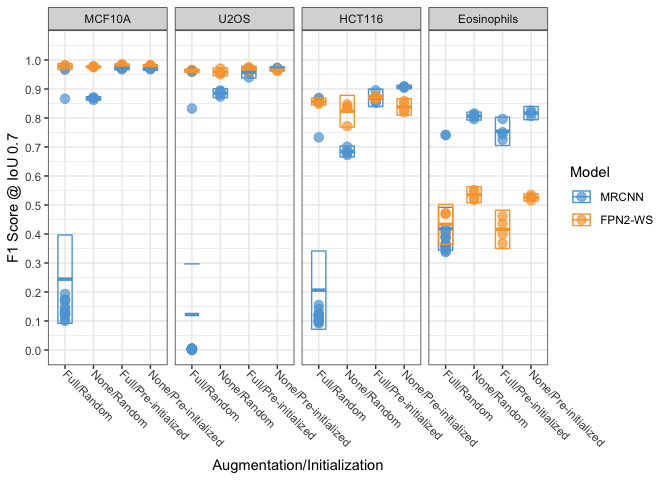 MCF10A U2OS HCT116 Eosinophils
1.0
0.9
0.8
0.7
0.6
0.5
0.4
0.3
0.2
0.1
0.0
F1 Score @ IoU 0.7
Full/Random None/Random Full/Pre-initialized None/Pre-initialized Full/Random None/Random Full/Pre-initialized None/Pre-initialized Full/Random None/Random Full/Pre-initialized None/Pre-initialized Full/Random None/Random Full/Pre-initialized None/Pre-initialized
Augmentation/Initialization
Model
MRCNN
FPN2-WS